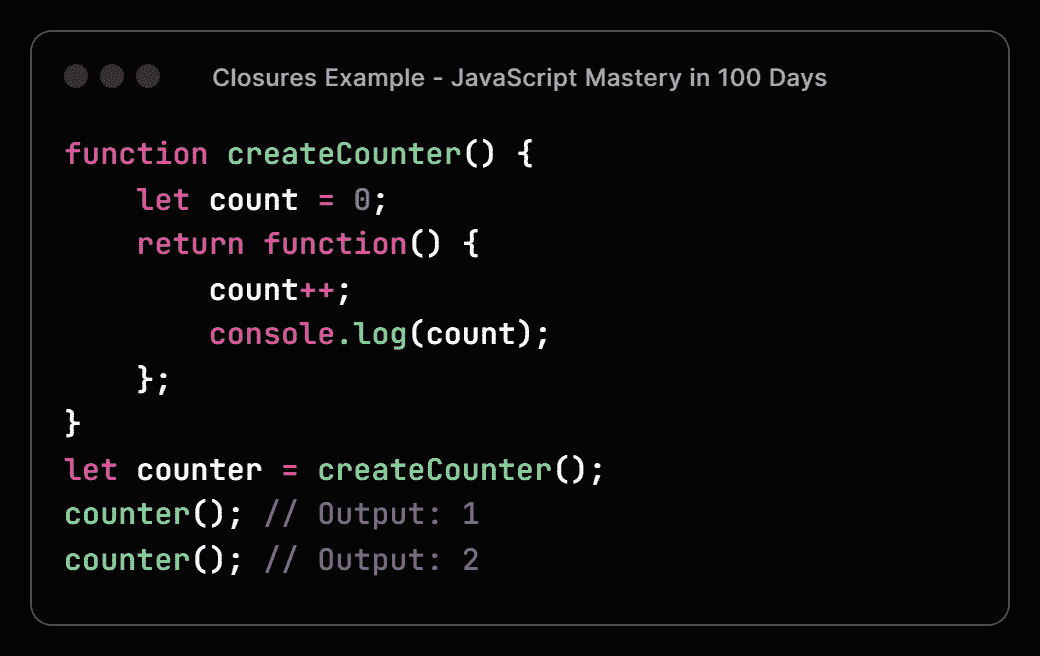 Closures Example - JavaScript Mastery in 100 Days
function createCounter() {
    let count = 0;
    return function() {
        count++;
        console.log(count);
    };
}
let counter = createCounter();
counter(); // Output: 1
counter(); // Output: 2